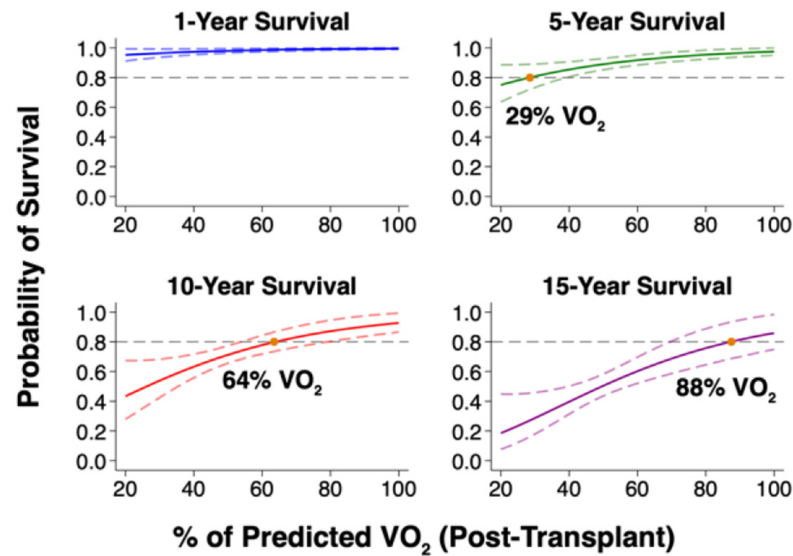 Probability of Survival
1-Year Survival
1.0
0.8
0.6
0.4
0.2
0.0
20 40 60 80 100
5-Year Survival
1.0
0.8
0.6
0.4
0.2
0.0
29% VO₂
20 40 60 80 100
10-Year Survival
1.0
0.8
0.6
0.4
0.2
0.0
64% VO₂
20 40 60 80 100
15-Year Survival
1.0
0.8
0.6
0.4
0.2
0.0
88% VO₂
20 40 60 80 100
% of Predicted VO₂ (Post-Transplant)